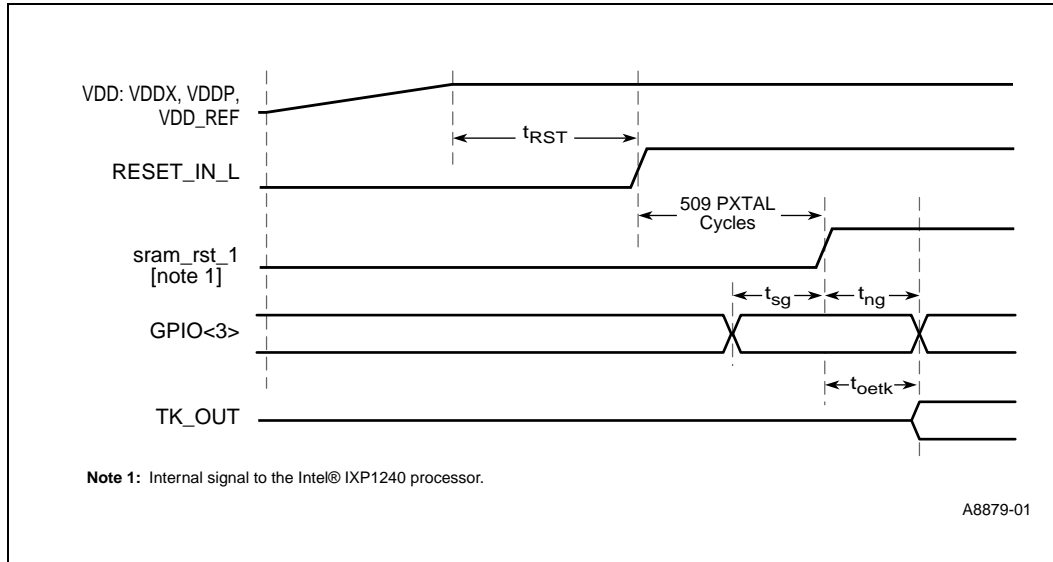 VDD: VDDX, VDDP,
VDD_REF
tRST
RESET_IN_L
509 PXTAL
Cycles
sram_rst_1
[note 1]
tsg
tng
GPIO<3>
toetk
TK_OUT
Note 1: Internal signal to the Intel® IXP1240 processor.
A8879-01